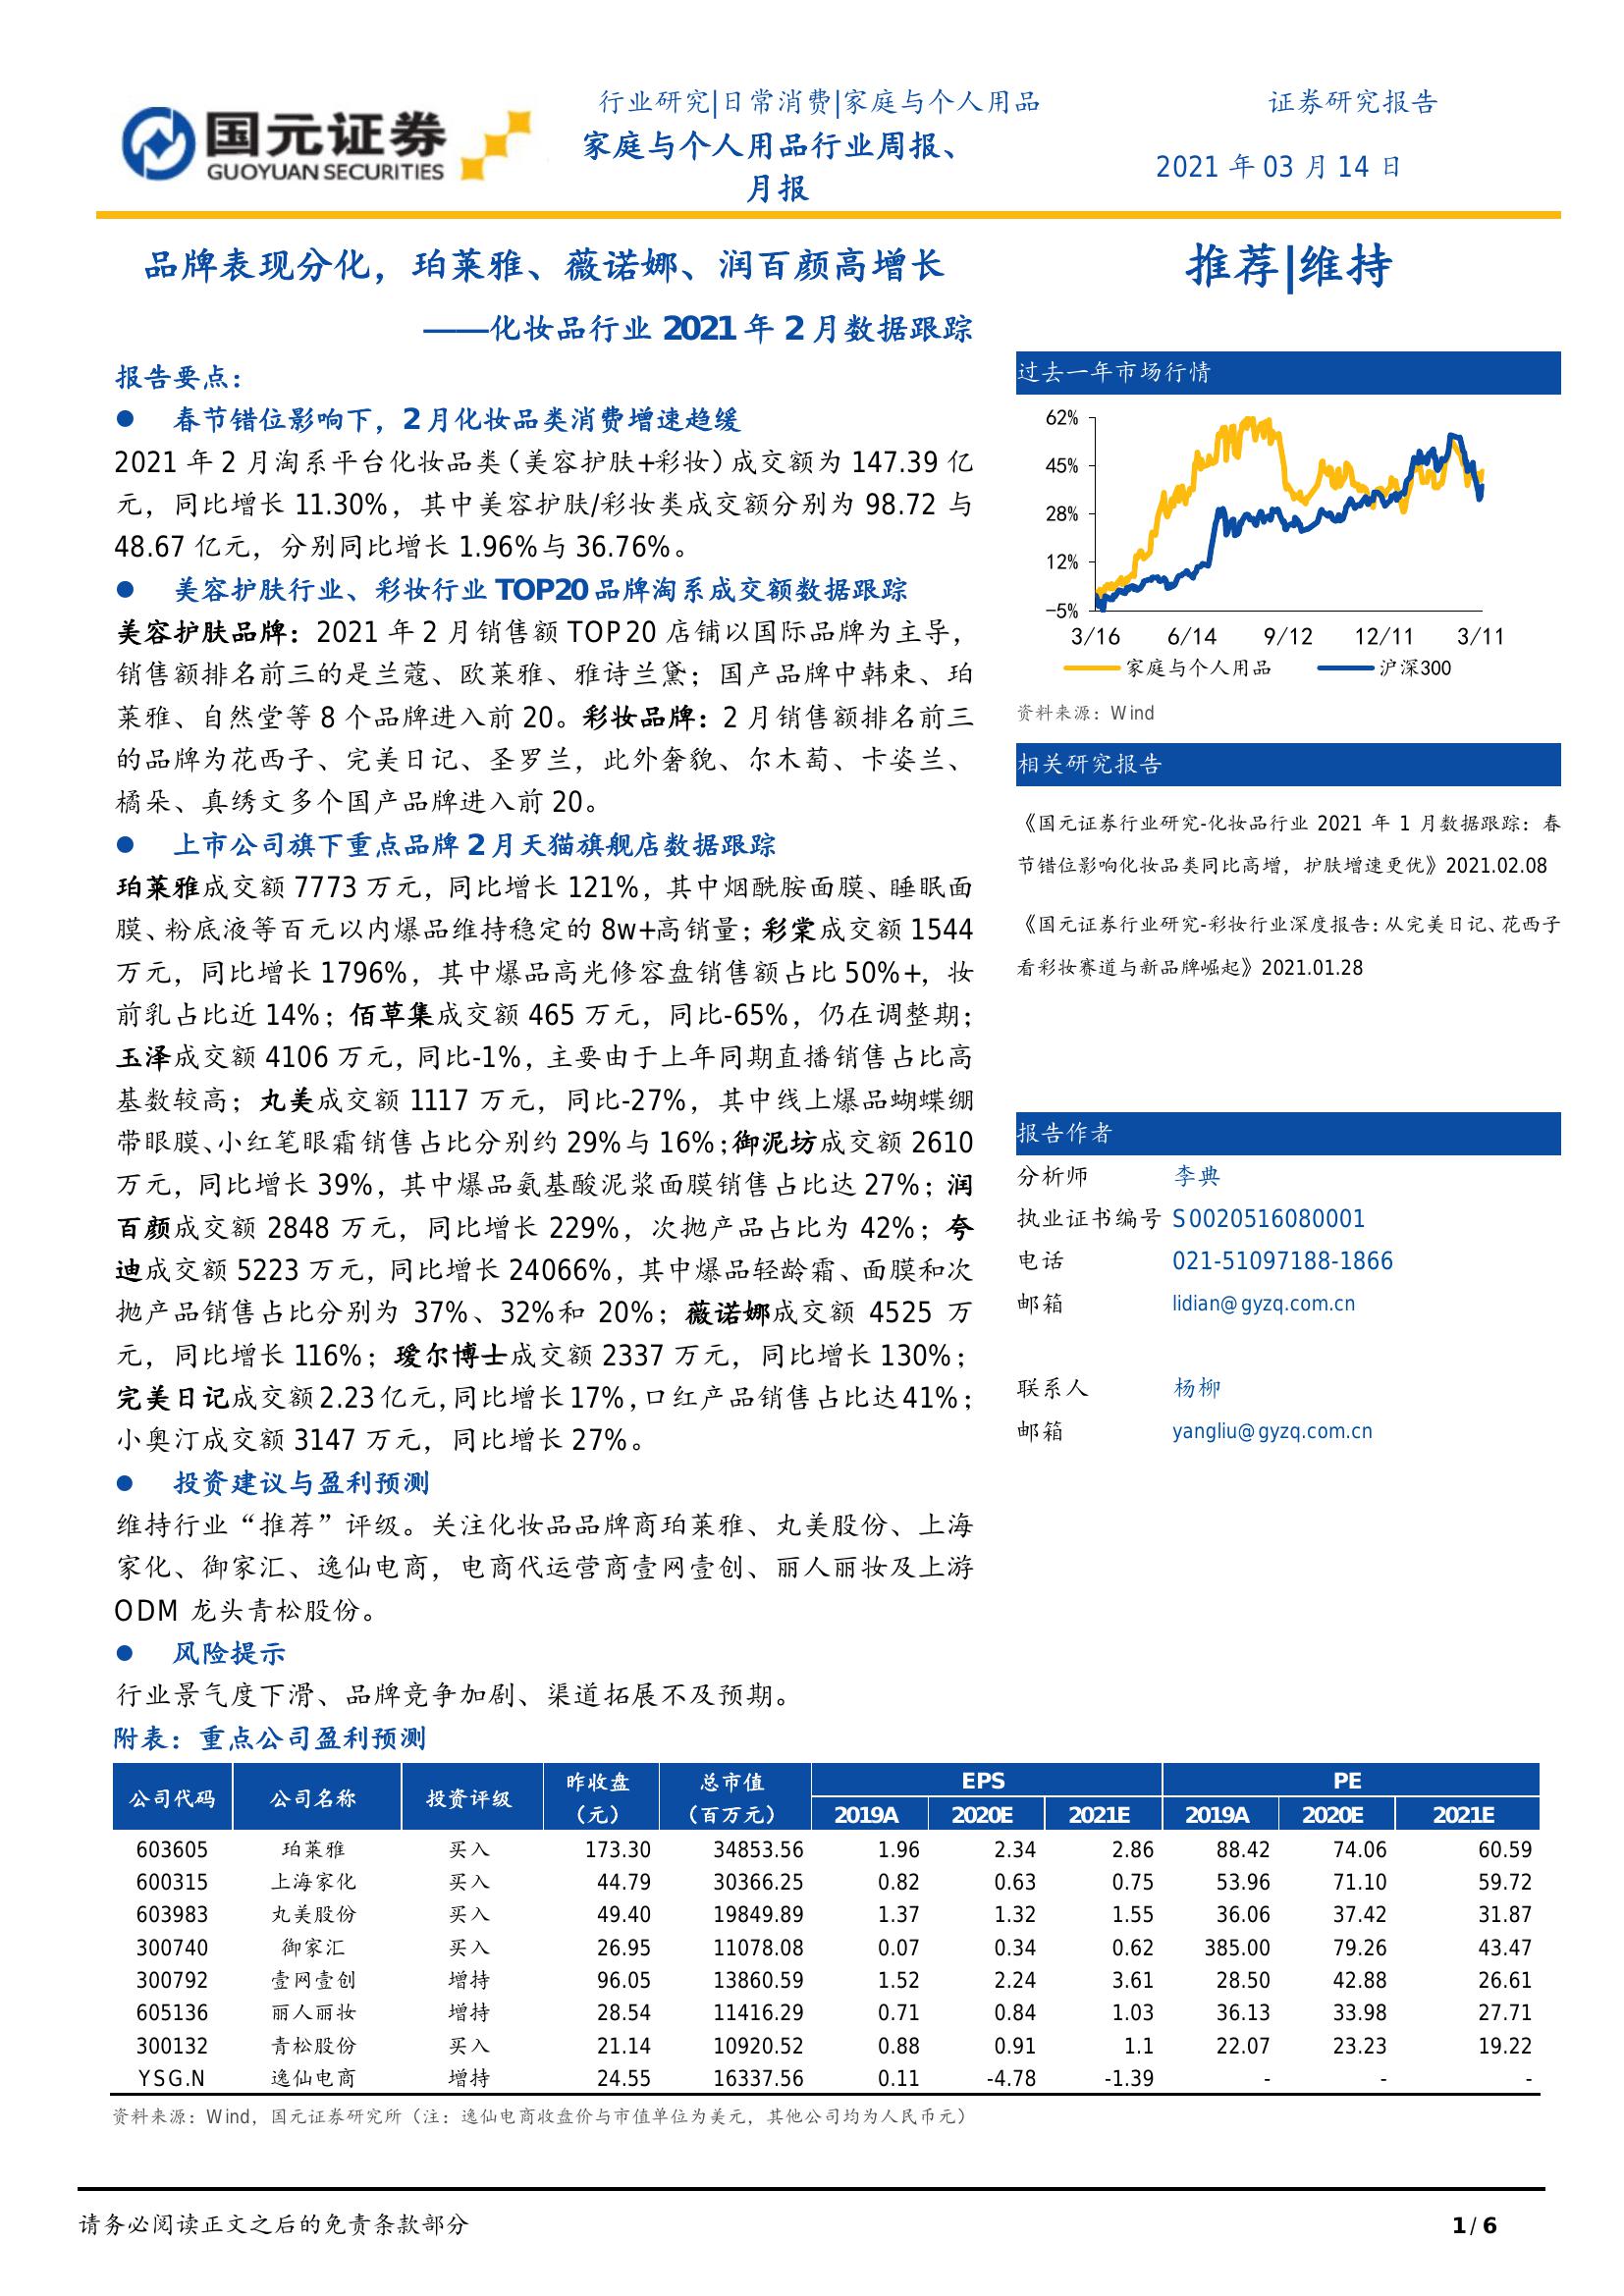 国元证券
GUOYUAN SECURITIES
行业研究|日常消费|家庭与个人用品
证券研究报告
家庭与个人用品行业周报、
月报
2021 年 03 月 14 日
品牌表现分化，珀莱雅、薇诺娜、润百颜高增长
——化妆品行业 2021 年 2 月数据跟踪
报告要点：
● 春节错位影响下，2 月化妆品类消费增速趋缓
2021 年 2 月淘系平台化妆品类（美容护肤+彩妆）成交额为 147.39 亿
元，同比增长 11.30%，其中美容护肤/彩妆类成交额分别为 98.72 与
48.67 亿元，分别同比增长 1.96%与 36.76%。
● 美容护肤行业、彩妆行业 TOP20 品牌淘系成交额数据跟踪
美容护肤品牌：2021 年 2 月销售额 TOP20 店铺以国际品牌为主导，
销售额排名前三的是兰蔻、欧莱雅、雅诗兰黛；国产品牌中韩束、珀
莱雅、自然堂等 8 个品牌进入前 20。彩妆品牌：2 月销售额排名前三
的品牌为花西子、完美日记、圣罗兰，此外奢貌、尔木萄、卡姿兰、
橘朵、真绣文多个国产品牌进入前 20。
● 上市公司旗下重点品牌 2 月天猫旗舰店数据跟踪
珀莱雅成交额 7773 万元，同比增长 121%，其中烟酰胺面膜、睡眠面
膜、粉底液等百元以内爆品维持稳定的 8w+高销量；彩棠成交额 1544
万元，同比增长 1796%，其中爆品高光修容盘销售额占比 50%+，妆
前乳占比近 14%；佰草集成交额 465 万元，同比-65%，仍在调整期；
玉泽成交额 4106 万元，同比-1%，主要由于上年同期直播销售占比高
基数较高；丸美成交额 1117 万元，同比-27%，其中线上爆品蝴蝶绷
带眼膜、小红笔眼霜销售占比分别约 29%与 16%；御泥坊成交额 2610
万元，同比增长 39%，其中爆品氨基酸泥浆面膜销售占比达 27%；润
百颜成交额 2848 万元，同比增长 229%，次抛产品占比为 42%；夸
迪成交额 5223 万元，同比增长 24066%，其中爆品轻龄霜、面膜和次
抛产品销售占比分别为 37%、32%和 20%；薇诺娜成交额 4525 万
元，同比增长 116%；瑷尔博士成交额 2337 万元，同比增长 130%；
完美日记成交额 2.23 亿元，同比增长 17%，口红产品销售占比达 41%；
小奥汀成交额 3147 万元，同比增长 27%。
● 投资建议与盈利预测
维持行业“推荐”评级。关注化妆品品牌商珀莱雅、丸美股份、上海
家化、御家汇、逸仙电商，电商代运营商壹网壹创、丽人丽妆及上游
ODM 龙头青松股份。
● 风险提示
行业景气度下滑、品牌竞争加剧、渠道拓展不及预期。
推荐|维持
过去一年市场行情
62%
45%
28%
12%
-5%
3/16 6/14 9/12 12/11 3/11
家庭与个人用品 沪深300
资料来源：Wind
相关研究报告
《国元证券行业研究-化妆品行业 2021 年 1 月数据跟踪：春
节错位影响化妆品类同比高增，护肤增速更优》2021.02.08
《国元证券行业研究-彩妆行业深度报告：从完美日记、花西子
看彩妆赛道与新品牌崛起》2021.01.28
报告作者
分析师 李典
执业证书编号 S0020516080001
电话 021-51097188-1866
邮箱 lidian@gyzq.com.cn
联系人 杨柳
邮箱 yangliu@gyzq.com.cn
附表：重点公司盈利预测
公司代码 公司名称 投资评级 昨收盘（元） 总市值（百万元） EPS PE
2019A 2020E 2021E 2019A 2020E 2021E
603605 珀莱雅 买入 173.30 34853.56 1.96 2.34 2.86 88.42 74.06 60.59
600315 上海家化 买入 44.79 30366.25 0.82 0.63 0.75 53.96 71.10 59.72
603983 丸美股份 买入 49.40 19849.89 1.37 1.32 1.55 36.06 37.42 31.87
300740 御家汇 买入 26.95 11078.08 0.07 0.34 0.62 385.00 79.26 43.47
300792 壹网壹创 增持 96.05 13860.59 1.52 2.24 3.61 28.50 42.88 26.61
605136 丽人丽妆 增持 28.54 11416.29 0.71 0.84 1.03 36.13 33.98 27.71
300132 青松股份 买入 21.14 10920.52 0.88 0.91 1.1 22.07 23.23 19.22
YSG.N 逸仙电商 增持 24.55 16337.56 0.11 -4.78 -1.39 - - -
资料来源：Wind，国元证券研究所（注：逸仙电商收盘价与市值单位为美元，其他公司均为人民币元）
请务必阅读正文之后的免责条款部分
1 / 6